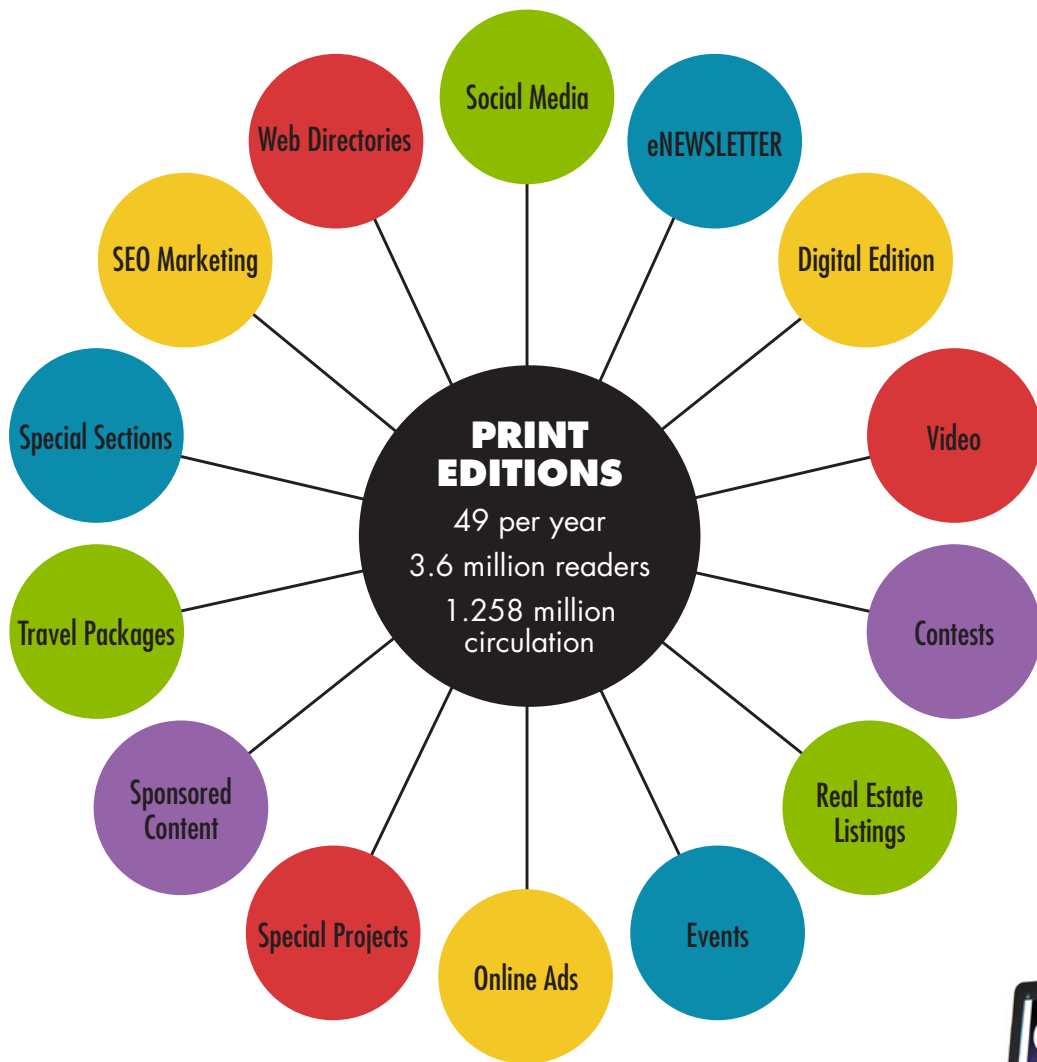 Social Media
Web Directories
eNEWSLETTER
SEO Marketing
Digital Edition
Special Sections
Video
PRINT
EDITIONS
49 per year
3.6 million readers
1.258 million
circulation
Travel Packages
Contests
Sponsored
Content
Real Estate
Listings
Special Projects
Events
Online Ads